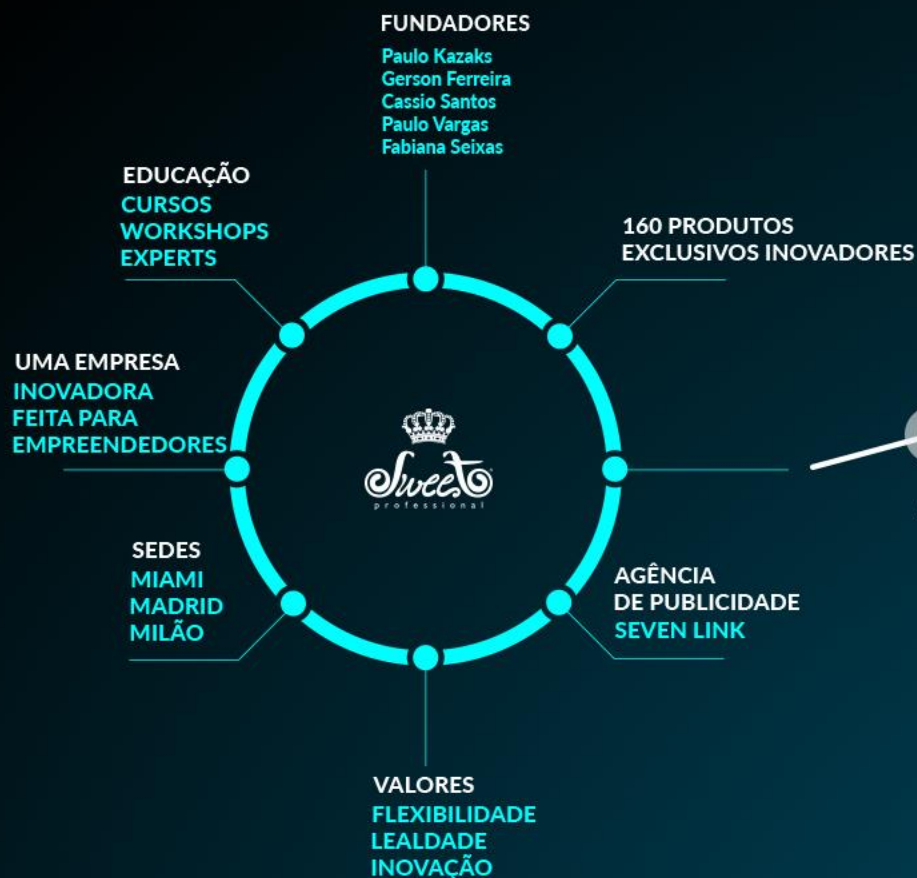 FUNDADORES
Paulo Kazaks
Gerson Ferreira
Cassio Santos
Paulo Vargas
Fabiana Seixas
EDUCAÇÃO
CURSOS
WORKSHOPS
EXPERTS
160 PRODUTOS
EXCLUSIVOS INOVADORES
UMA EMPRESA
INOVADORA
FEITA PARA
EMPREENDEDORES
Sweet
professional
SEDES
MIAMI
MADRID
MILÃO
AGÊNCIA
DE PUBLICIDADE
SEVEN LINK
VALORES
FLEXIBILIDADE
LEALDADE
INOVAÇÃO